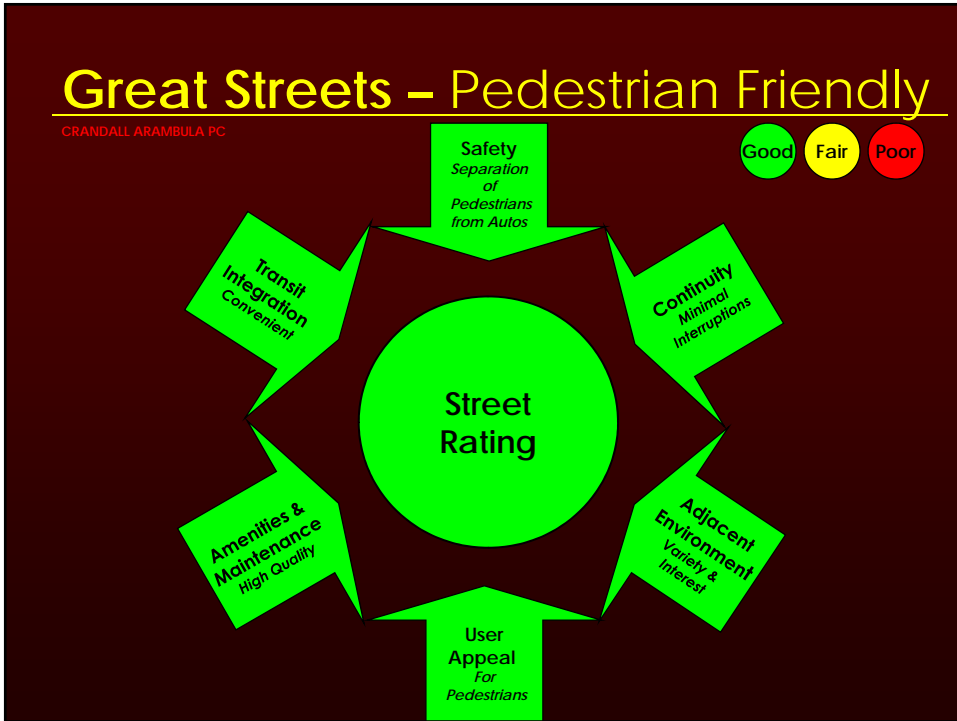 Great Streets – Pedestrian Friendly
CRANDALL ARAMBULA PC
Good
Fair
Poor
Safety
Separation
of
Pedestrians
from Autos
Continuity
Minimal
Interruptions
Adjacent
Environment
Variety &
Interest
User
Appeal
For
Pedestrians
Amenities &
Maintenance
High Quality
Transit
Integration
Convenient
Street
Rating